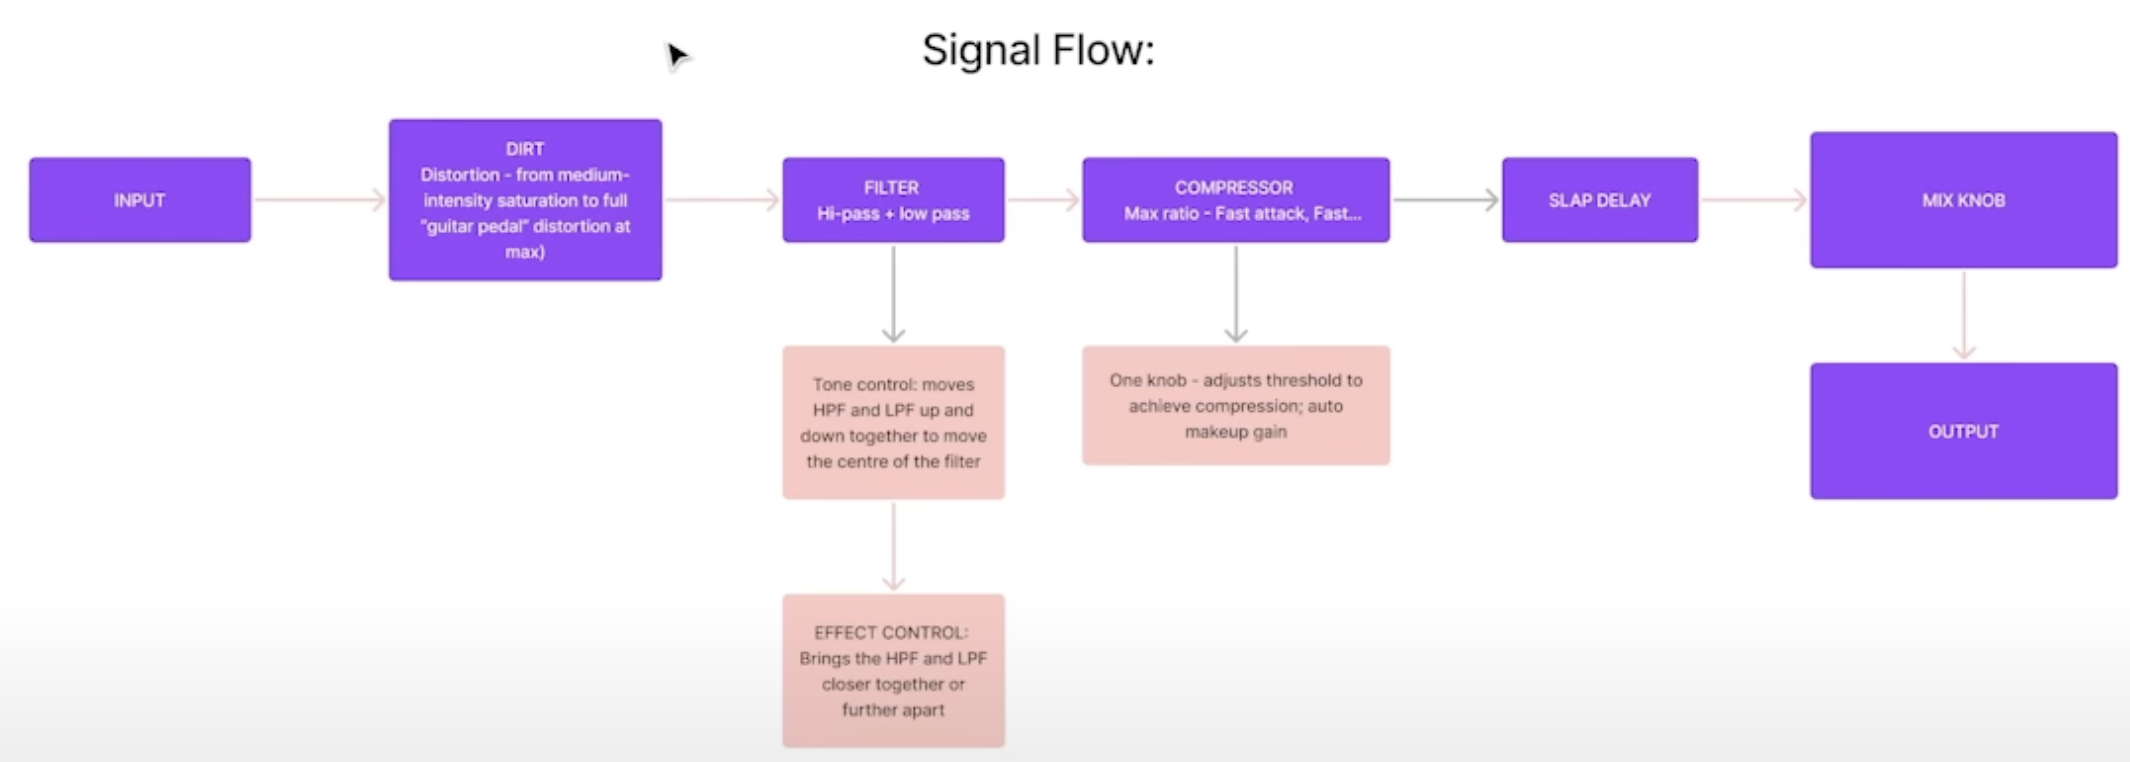 Signal Flow:
INPUT
DIRT
Distortion - from medium-
intensity saturation to full
"guitar pedal" distortion at
max)
FILTER
Hi-pass + low pass
COMPRESSOR
Max ratio - Fast attack, Fast...
SLAP DELAY
MIX KNOB
Tone control: moves
HPF and LPF up and
down together to move
the centre of the filter
One knob - adjusts threshold to
achieve compression; auto
makeup gain
OUTPUT
EFFECT CONTROL:
Brings the HPF and LPF
closer together or
further apart